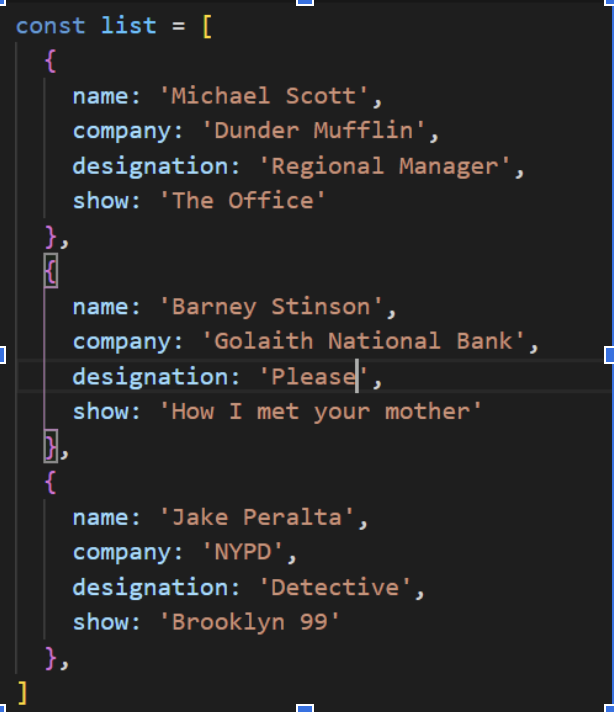 const list = [
{
name: 'Michael Scott',
company: 'Dunder Mufflin',
designation: 'Regional Manager',
show: 'The Office'
},
{
name: 'Barney Stinson',
company: 'Golaith National Bank',
designation: 'Please',
show: 'How I met your mother'
},
{
name: 'Jake Peralta',
company: 'NYPD',
designation: 'Detective',
show: 'Brooklyn 99'
},
]